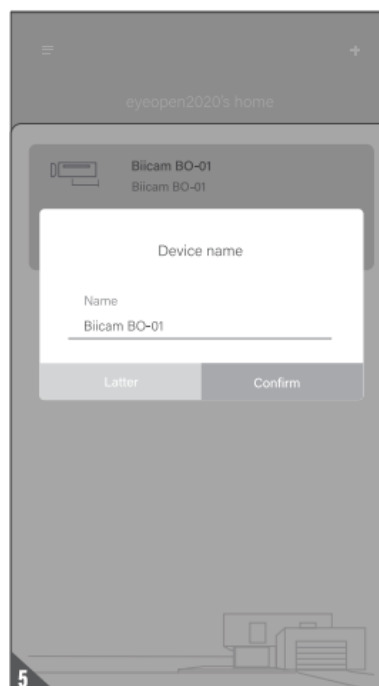 eyeopen2020's home
Biicam BO-01
Biicam BO-01
Device name
Name
Biicam BO-01
Latter Confirm
5